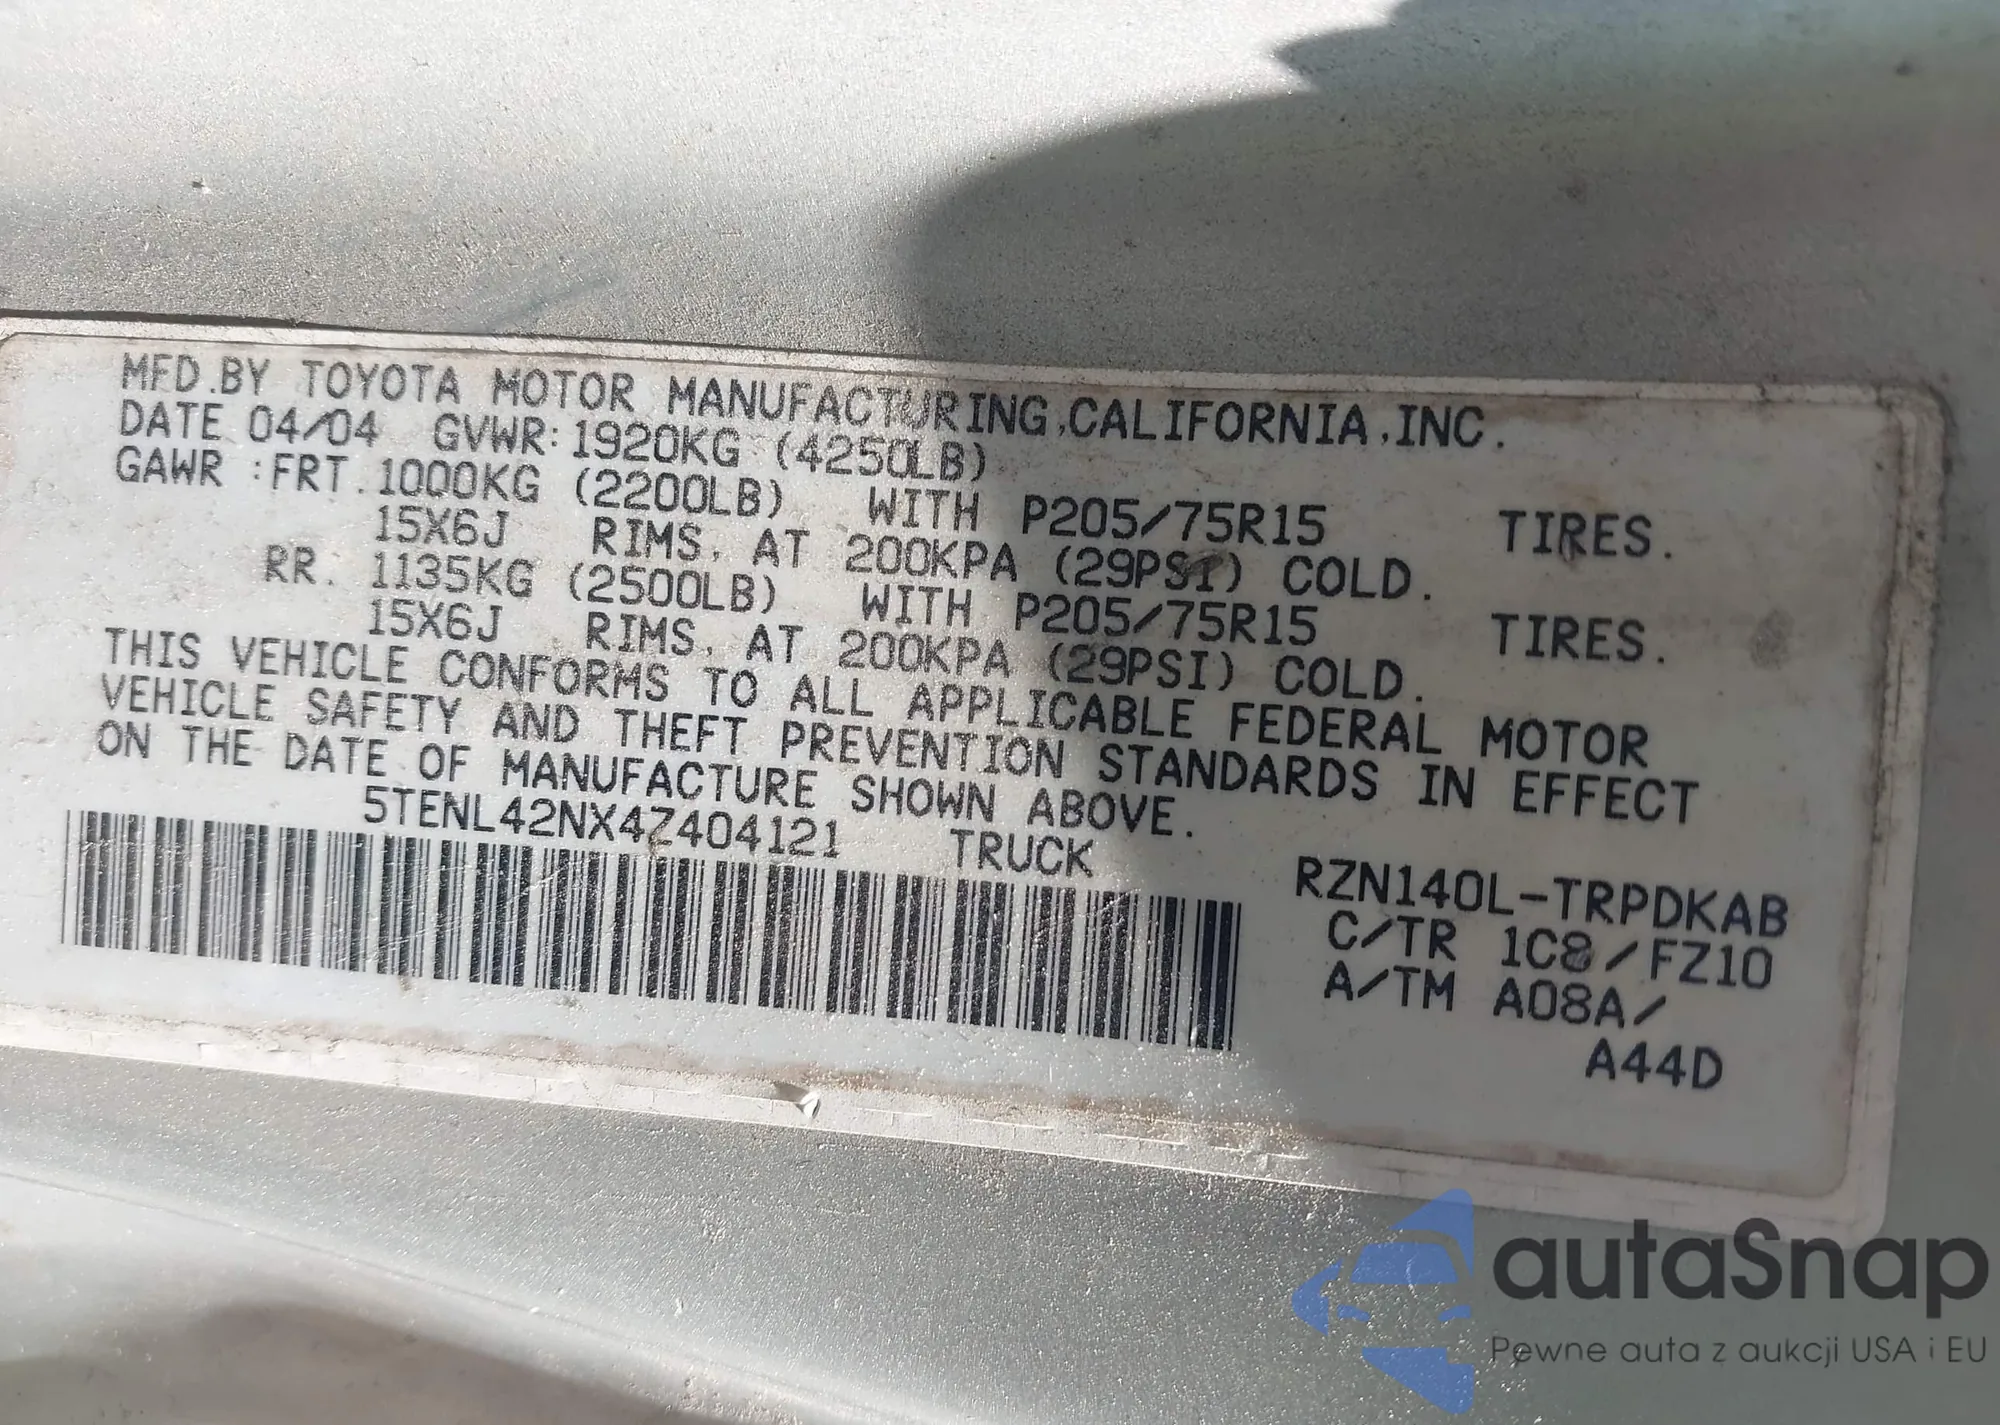 MFD.BY TOYOTA MOTOR MANUFACTURING,CALIFORNIA,INC.
DATE 04/04 GVWR:1920KG (4250LB)
GAWR :FRT.1000KG (2200LB) WITH P205/75R15 TIRES.
15X6J RIMS, AT 200KPA (29PSI) COLD.
RR. 1135KG (2500LB) WITH P205/75R15 TIRES.
15X6J RIMS, AT 200KPA (29PSI) COLD.
THIS VEHICLE CONFORMS TO ALL APPLICABLE FEDERAL MOTOR
VEHICLE SAFETY AND THEFT PREVENTION STANDARDS IN EFFECT
ON THE DATE OF MANUFACTURE SHOWN ABOVE.
5TENL42NX4Z404121 TRUCK
RZN140L-TRPDKAB
C/TR 1C8/FZ10
A/TM A08A/
A44D
autaSnap
Pewne auta z aukcji USA i EU